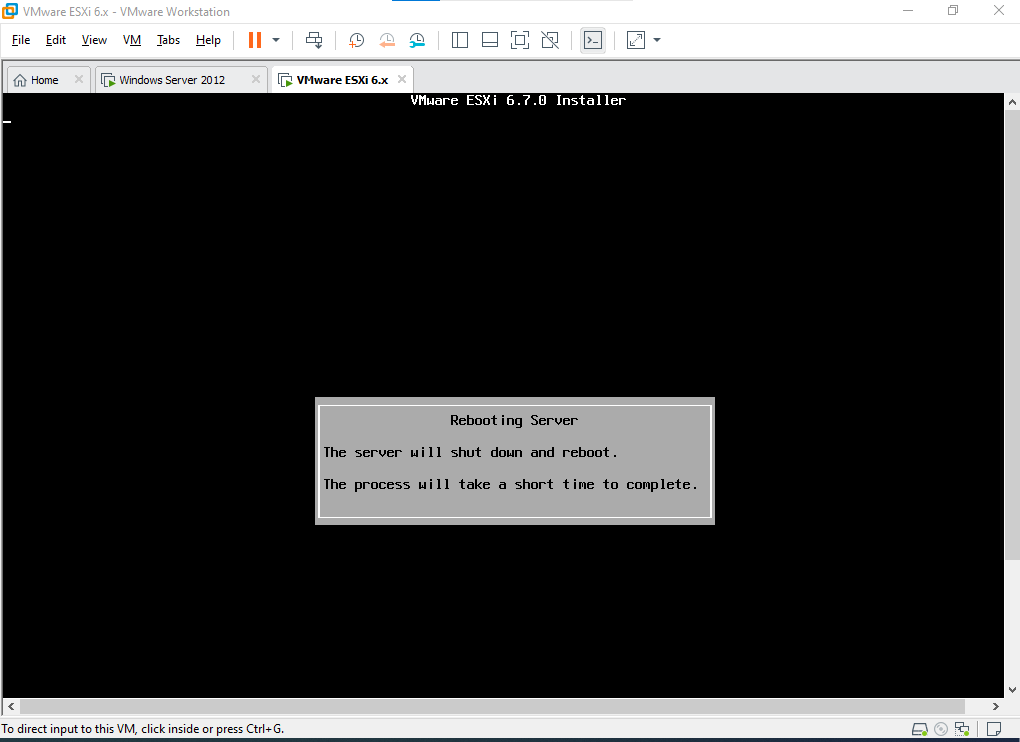 VMware ESXi 6.x - VMware Workstation
File Edit View VM Tabs Help
Home Windows Server 2012 VMware ESXi 6.x
VMware ESXi 6.7.0 Installer
Rebooting Server
The server will shut down and reboot.
The process will take a short time to complete.
To direct input to this VM, click inside or press Ctrl+G.